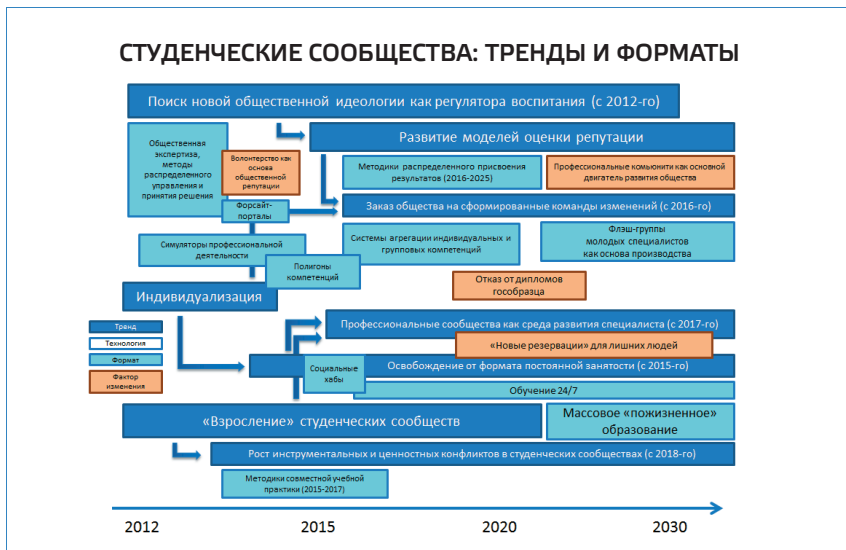 СТУДЕНЧЕСКИЕ СООБЩЕСТВА: ТРЕНДЫ И ФОРМАТЫ
Поиск новой общественной идеологии как регулятора воспитания (с 2012-го)
Развитие моделей оценки репутации
Общественная
экспертиза,
методы
распределенного
управления и
принятия решения
Волонтерство как
основа
общественной
репутации
Методики распределенного присвоения
результатов (2016-2025)
Профессиональные комьюнити как основной
двигатель развития общества
Форсайт-
порталы
Заказ общества на сформированные команды изменений (с 2016-го)
Симуляторы профессиональной
деятельности
Системы агрегации индивидуальных и
групповых компетенций
Флэш-группы
молодых специалистов
как основа производства
Полигоны
компетенций
Отказ от дипломов
гособразца
Индивидуализация
Профессиональные сообщества как среда развития специалиста (с 2017-го)
«Новые резервации» для лишних людей
Тренд
Технология
Формат
Фактор
изменения
Социальные
хабы
Освобождение от формата постоянной занятости (с 2015-го)
Обучение 24/7
«Взросление» студенческих сообществ
Массовое «пожизненное»
образование
Рост инструментальных и ценностных конфликтов в студенческих сообществах (с 2018-го)
Методики совместной учебной
практики (2015-2017)
2012
2015
2020
2030